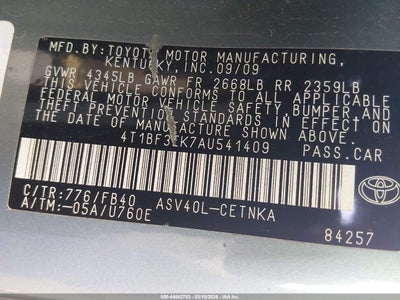 MFD.BY:TOYOTA MOTOR MANUFACTURING,
KENTUCKY,INC.09/09
GVWR 4345LB GAWR FR 2668LB RR 2359LB
THIS VEHICLE CONFORMS TO ALL APPLICABLE
FEDERAL MOTOR VEHICLE SAFETY,BUMPER,AND
THEFT PREVENTION STANDARDS IN EFFECT ON
THE DATE OF MANUFACTURE SHOWN ABOVE.
PASS.CAR
C/TR:776/FB40
A/TM:-05A/U760E
ASV40L-CETNKA
TOYOTA
84257